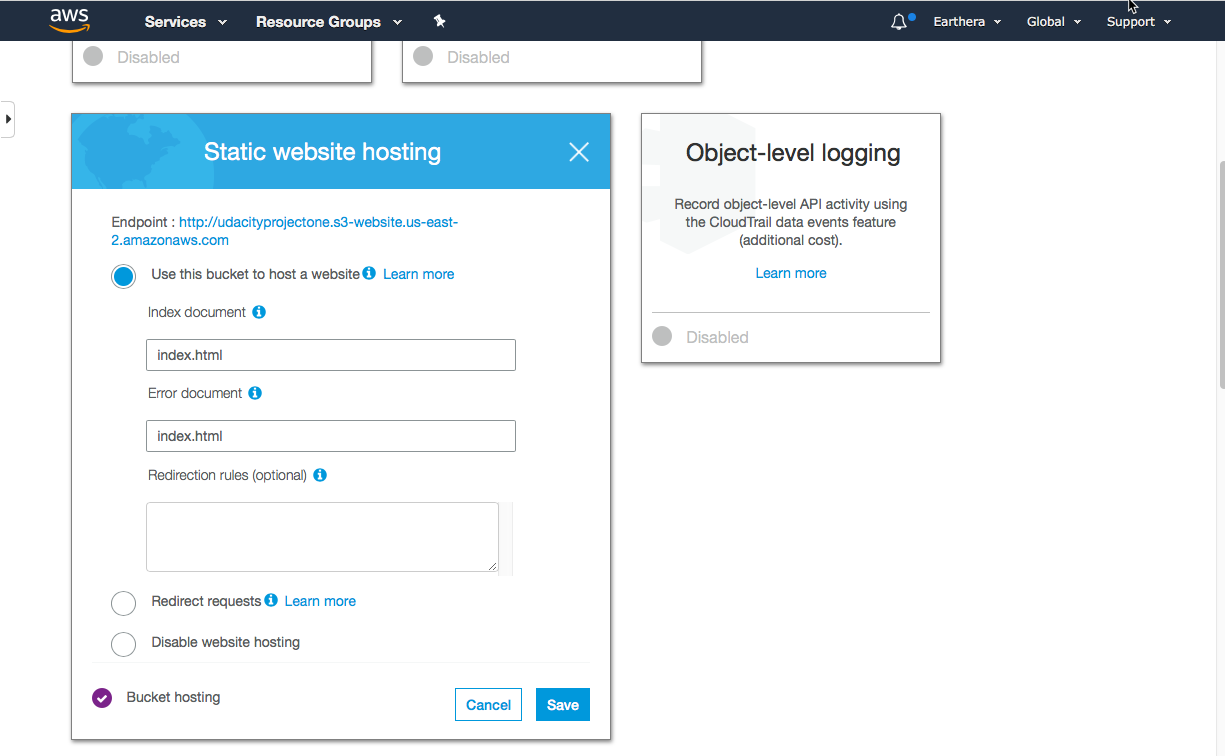 aws Services Resource Groups Earthera Global Support
Disabled Disabled
Static website hosting
Endpoint : http://udacityprojectone.s3-website.us-east-
2.amazonaws.com
Use this bucket to host a website Learn more
Index document
index.html
Error document
index.html
Redirection rules (optional)
Redirect requests Learn more
Disable website hosting
Bucket hosting Cancel Save
Object-level logging
Record object-level API activity using
the CloudTrail data events feature
(additional cost).
Learn more
Disabled